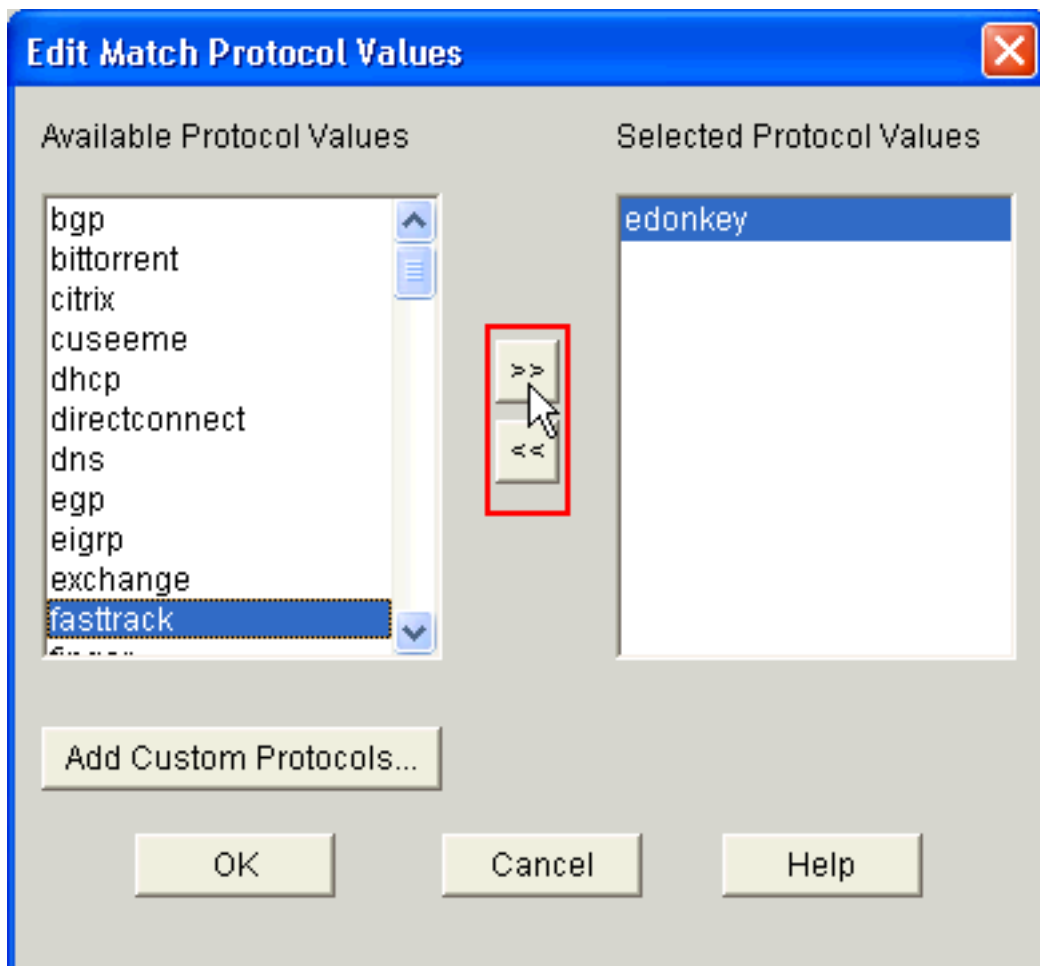 Edit Match Protocol Values
Available Protocol Values
Selected Protocol Values
bgp
bittorrent
citrix
cuseeme
dhcp
directconnect
dns
egp
eigrp
exchange
fasttrack
edonkey
>>
<<
Add Custom Protocols...
OK
Cancel
Help